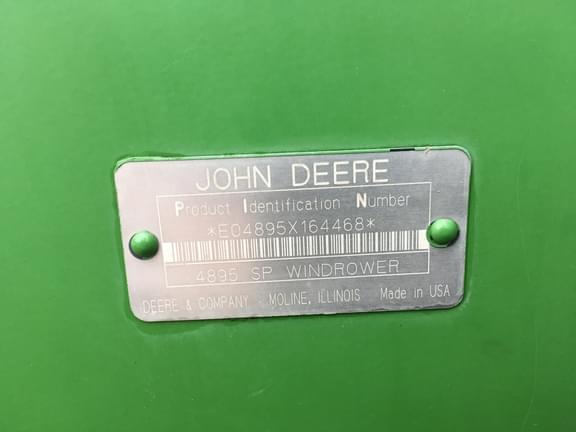 JOHN DEERE
Product Identification Number
*E04895X164468*
4895 SP WINDROWER
DEERE & COMPANY - MOLINE, ILLINOIS Made in USA